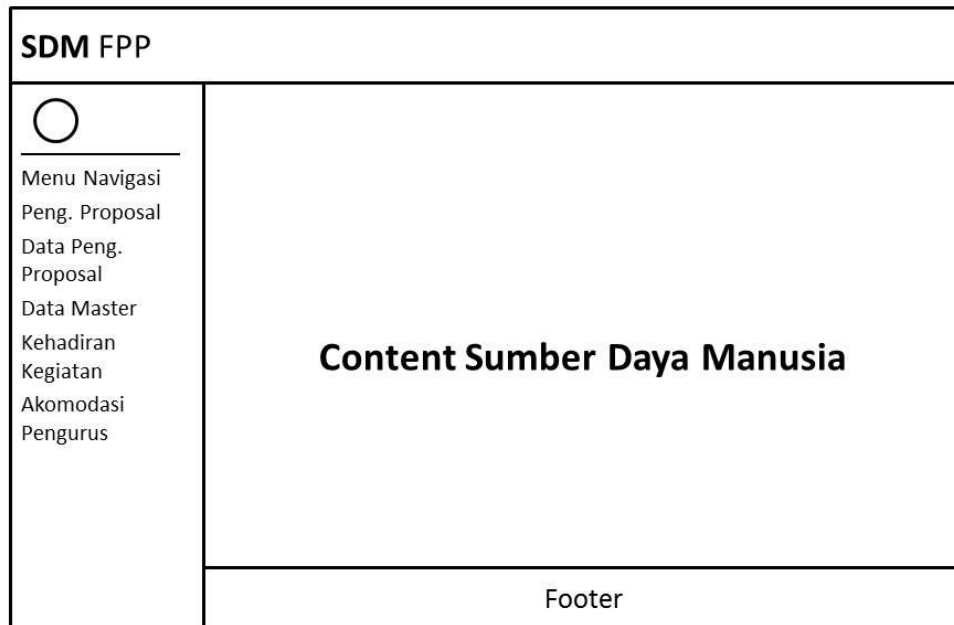 SDM FPP
Menu Navigasi
Peng. Proposal
Data Peng.
Proposal
Data Master
Kehadiran
Kegiatan
Akomodasi
Pengurus
Content Sumber Daya Manusia
Footer